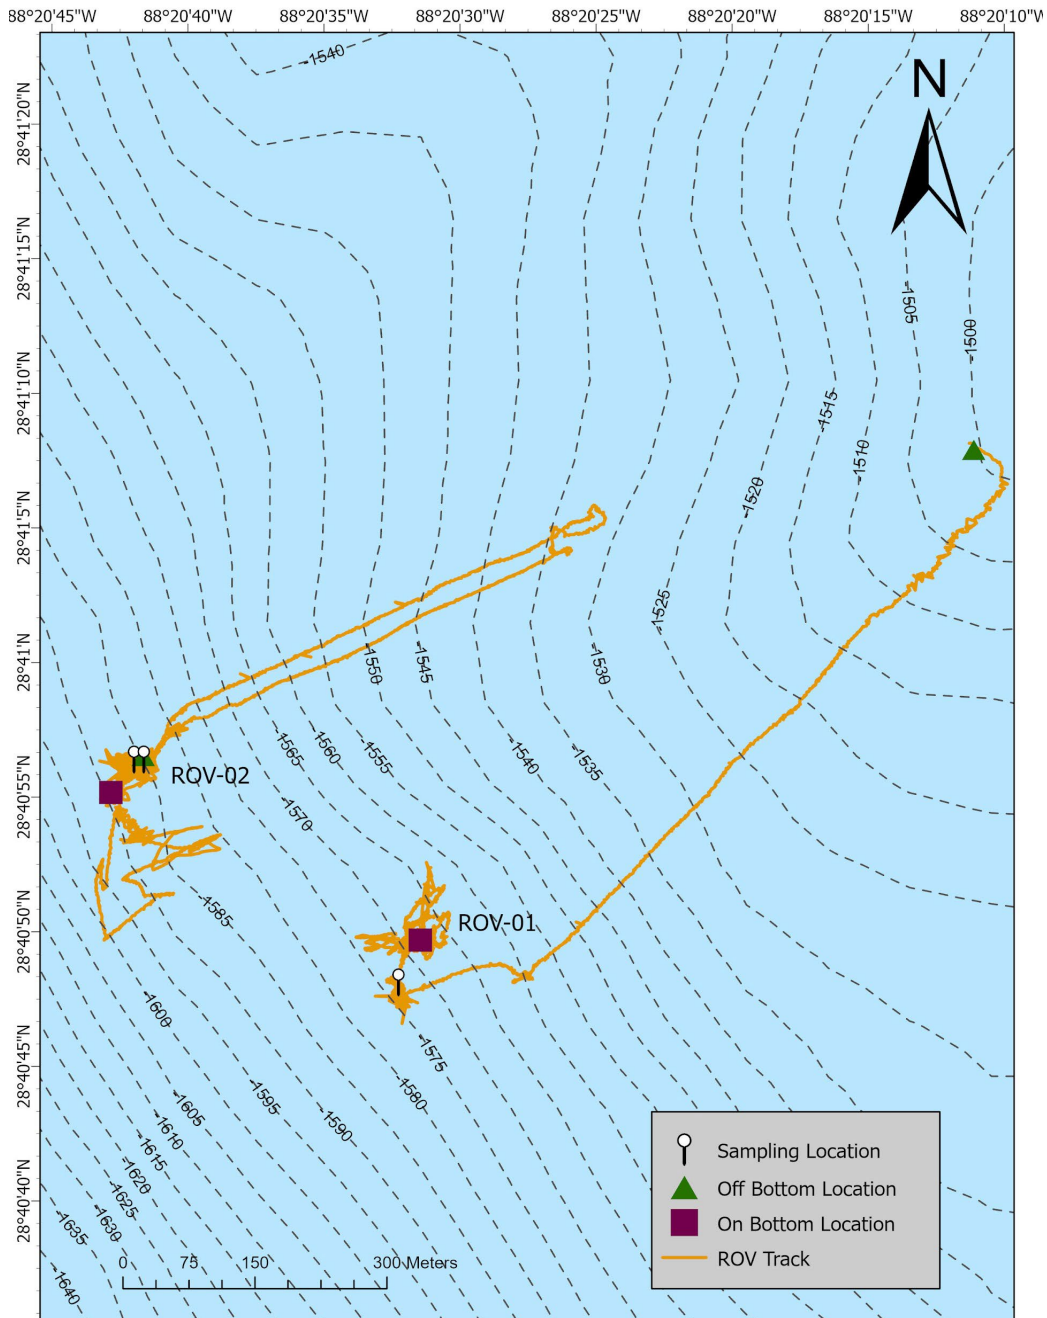 88°20'45"W 88°20'40"W 88°20'35"W 88°20'30"W 88°20'25"W 88°20'20"W 88°20'15"W 88°20'10"W
-1540
N
28°41'20"N
28°41'15"N
-1505
-1500
28°41'10"N
-1515
-1510
-1520
28°41'5"N
-1525
28°41'N
-1550
-1545
-1530
-1565
-1560
-1555
-1540
-1535
ROV-02
28°40'55"N
-1570
-1585
ROV-01
28°40'50"N
-1600
-1575
28°40'45"N
-1605
-1595
-1580
-1590
-1610
-1615
-1620
-1625
-1630
-1635
-1640
28°40'40"N
Sampling Location
Off Bottom Location
On Bottom Location
ROV Track
0 75 150 300 Meters